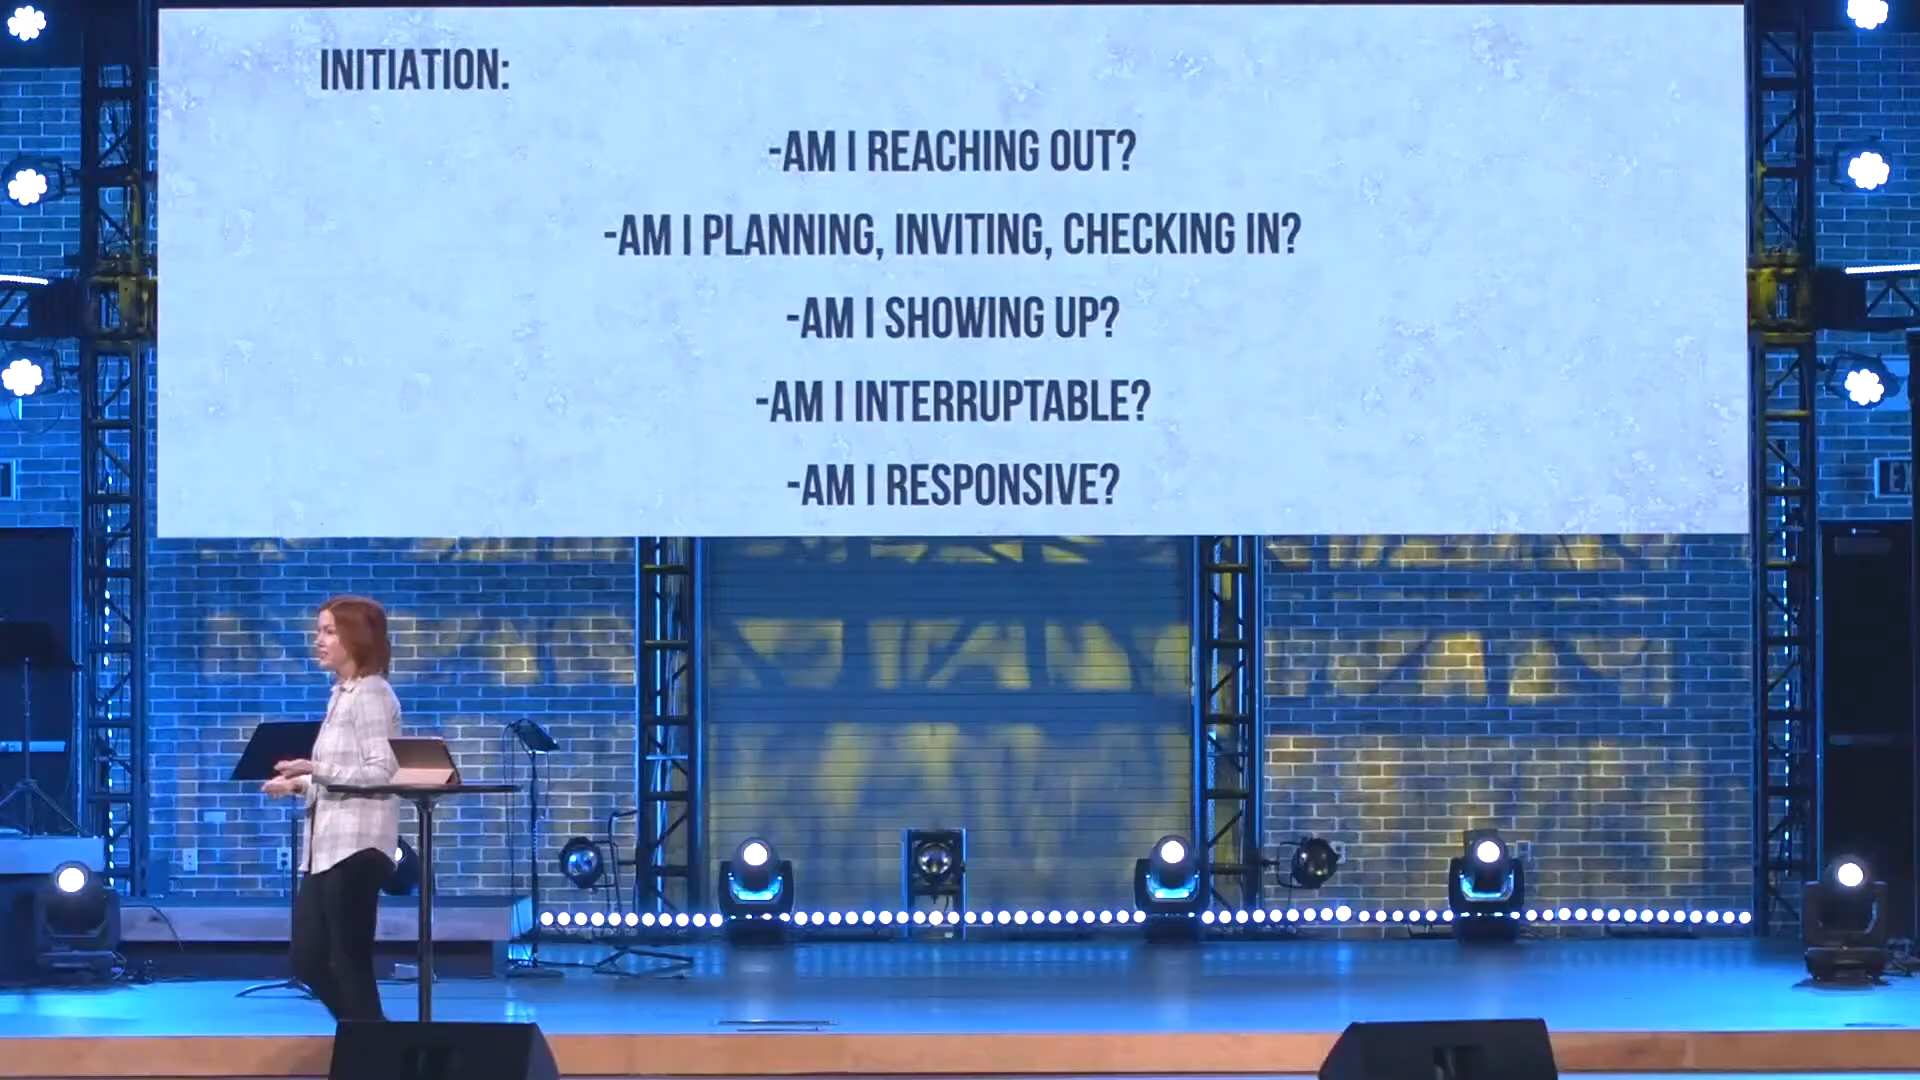 INITIATION:
-AM I REACHING OUT?
-AM I PLANNING, INVITING, CHECKING IN?
-AM I SHOWING UP?
-AM I INTERRUPTABLE?
-AM I RESPONSIVE?